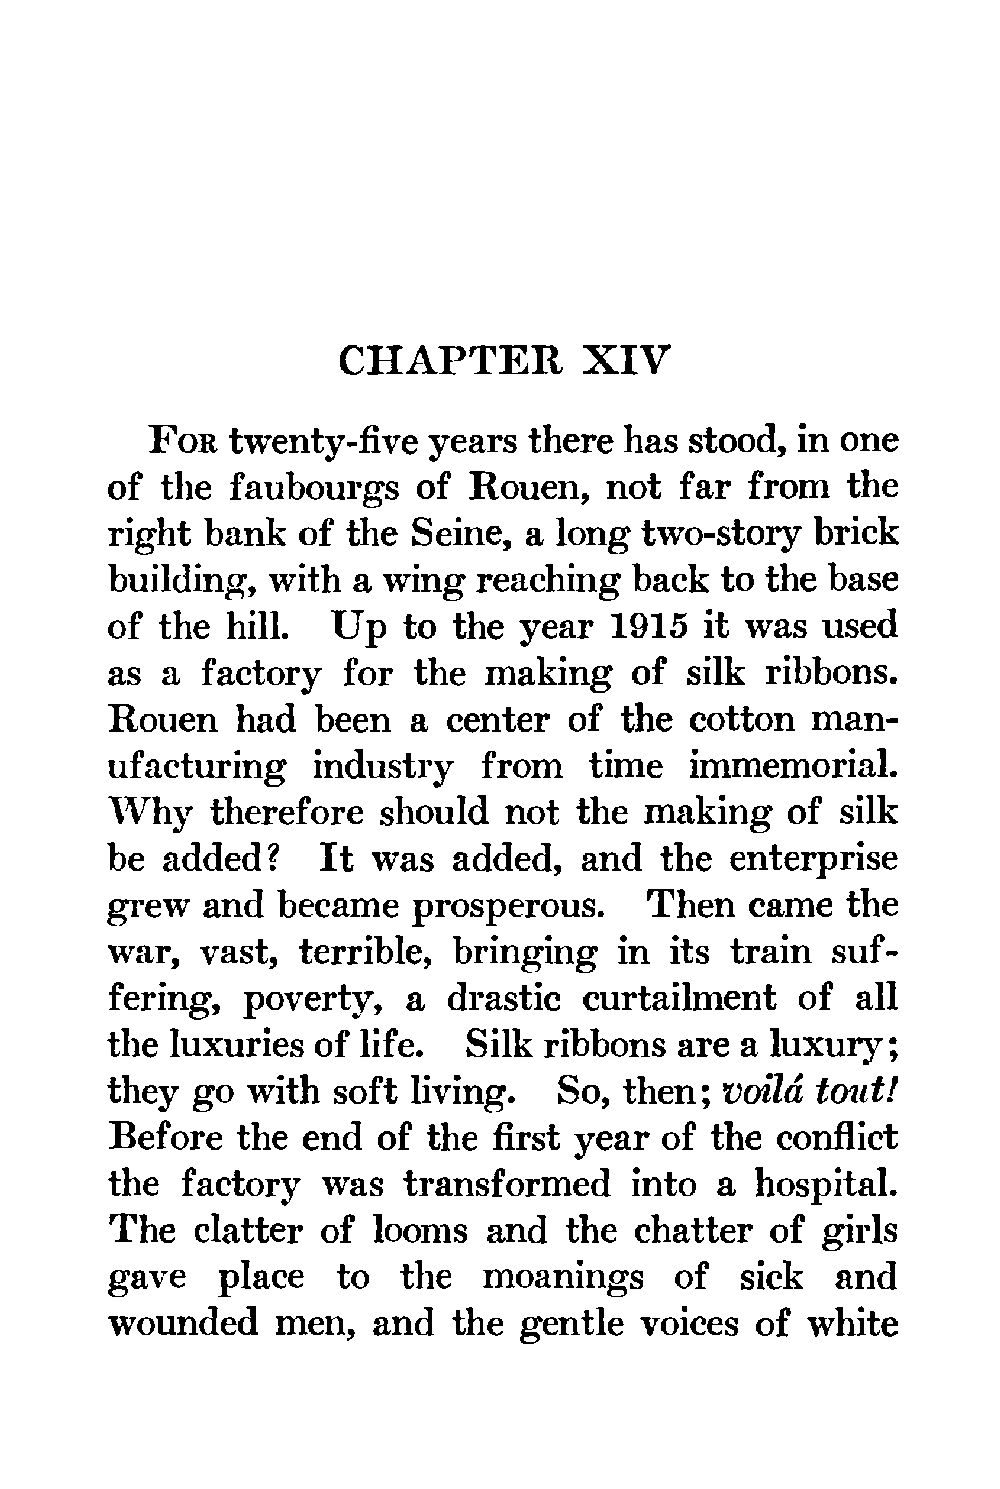 CHAPTER XIV
FOR twenty-five years there has stood, in one
of the faubourgs of Rouen, not far from the
right bank of the Seine, a long two-story brick
building, with a wing reaching back to the base
of the hill. Up to the year 1915 it was used
as a factory for the making of silk ribbons.
Rouen had been a center of the cotton man-
ufacturing industry from time immemorial.
Why therefore should not the making of silk
be added? It was added, and the enterprise
grew and became prosperous. Then came the
war, vast, terrible, bringing in its train suf-
fering, poverty, a drastic curtailment of all
the luxuries of life. Silk ribbons are a luxury;
they go with soft living. So, then; voilá tout!
Before the end of the first year of the conflict
the factory was transformed into a hospital.
The clatter of looms and the chatter of girls
gave place to the moanings of sick and
wounded men, and the gentle voices of white